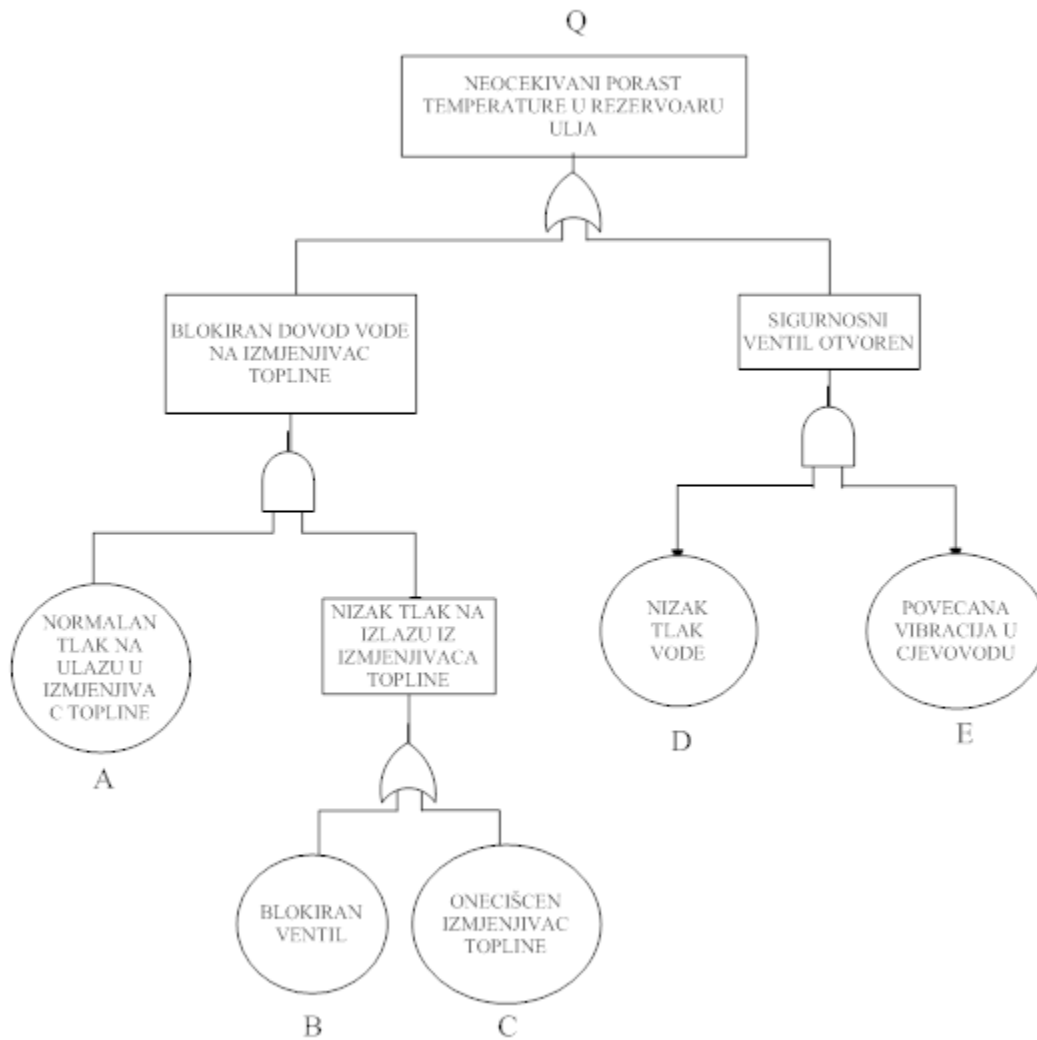 Q
NEOCEKIVANI PORAST
TEMPERATURE U REZERVOARU
ULJA
BLOKIRAN DOVOD VODE
NA IZMJENJIVAC
TOPLINE
SIGURNOSNI
VENTIL OTVOREN
NORMALAN
TLAK NA
ULAZU U
IZMJENJIVA
C TOPLINE
A
NIZAK TLAK NA
IZLAZU IZ
IZMJENJIVACA
TOPLINE
NIZAK
TLAK
VODE
D
POVECANA
VIBRACIJA U
CJEVOVODU
E
BLOKIRAN
VENTIL
B
ONECIŠCEN
IZMJENJIVAC
TOPLINE
C